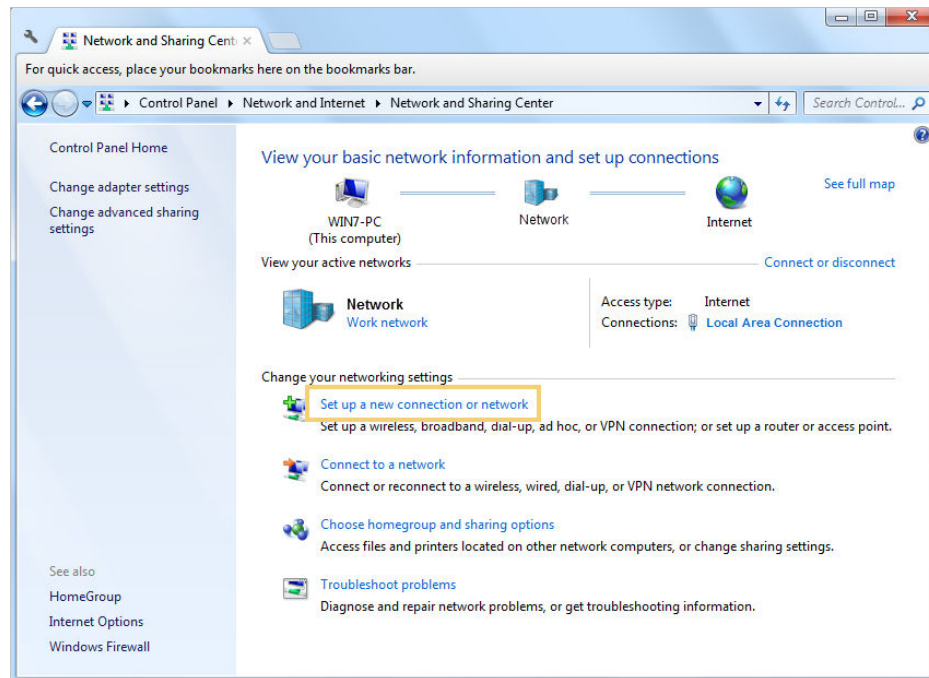 Network and Sharing Cent
For quick access, place your bookmarks here on the bookmarks bar.
Control Panel Network and Internet Network and Sharing Center
Search Control...
Control Panel Home
Change adapter settings
Change advanced sharing
settings
View your basic network information and set up connections
See full map
WIN7-PC
(This computer)
Network
Internet
View your active networks
Connect or disconnect
Network
Work network
Access type: Internet
Connections: Local Area Connection
Change your networking settings
Set up a new connection or network
Set up a wireless, broadband, dial-up, ad hoc, or VPN connection; or set up a router or access point.
Connect to a network
Connect or reconnect to a wireless, wired, dial-up, or VPN network connection.
Choose homegroup and sharing options
Access files and printers located on other network computers, or change sharing settings.
Troubleshoot problems
Diagnose and repair network problems, or get troubleshooting information.
See also
HomeGroup
Internet Options
Windows Firewall